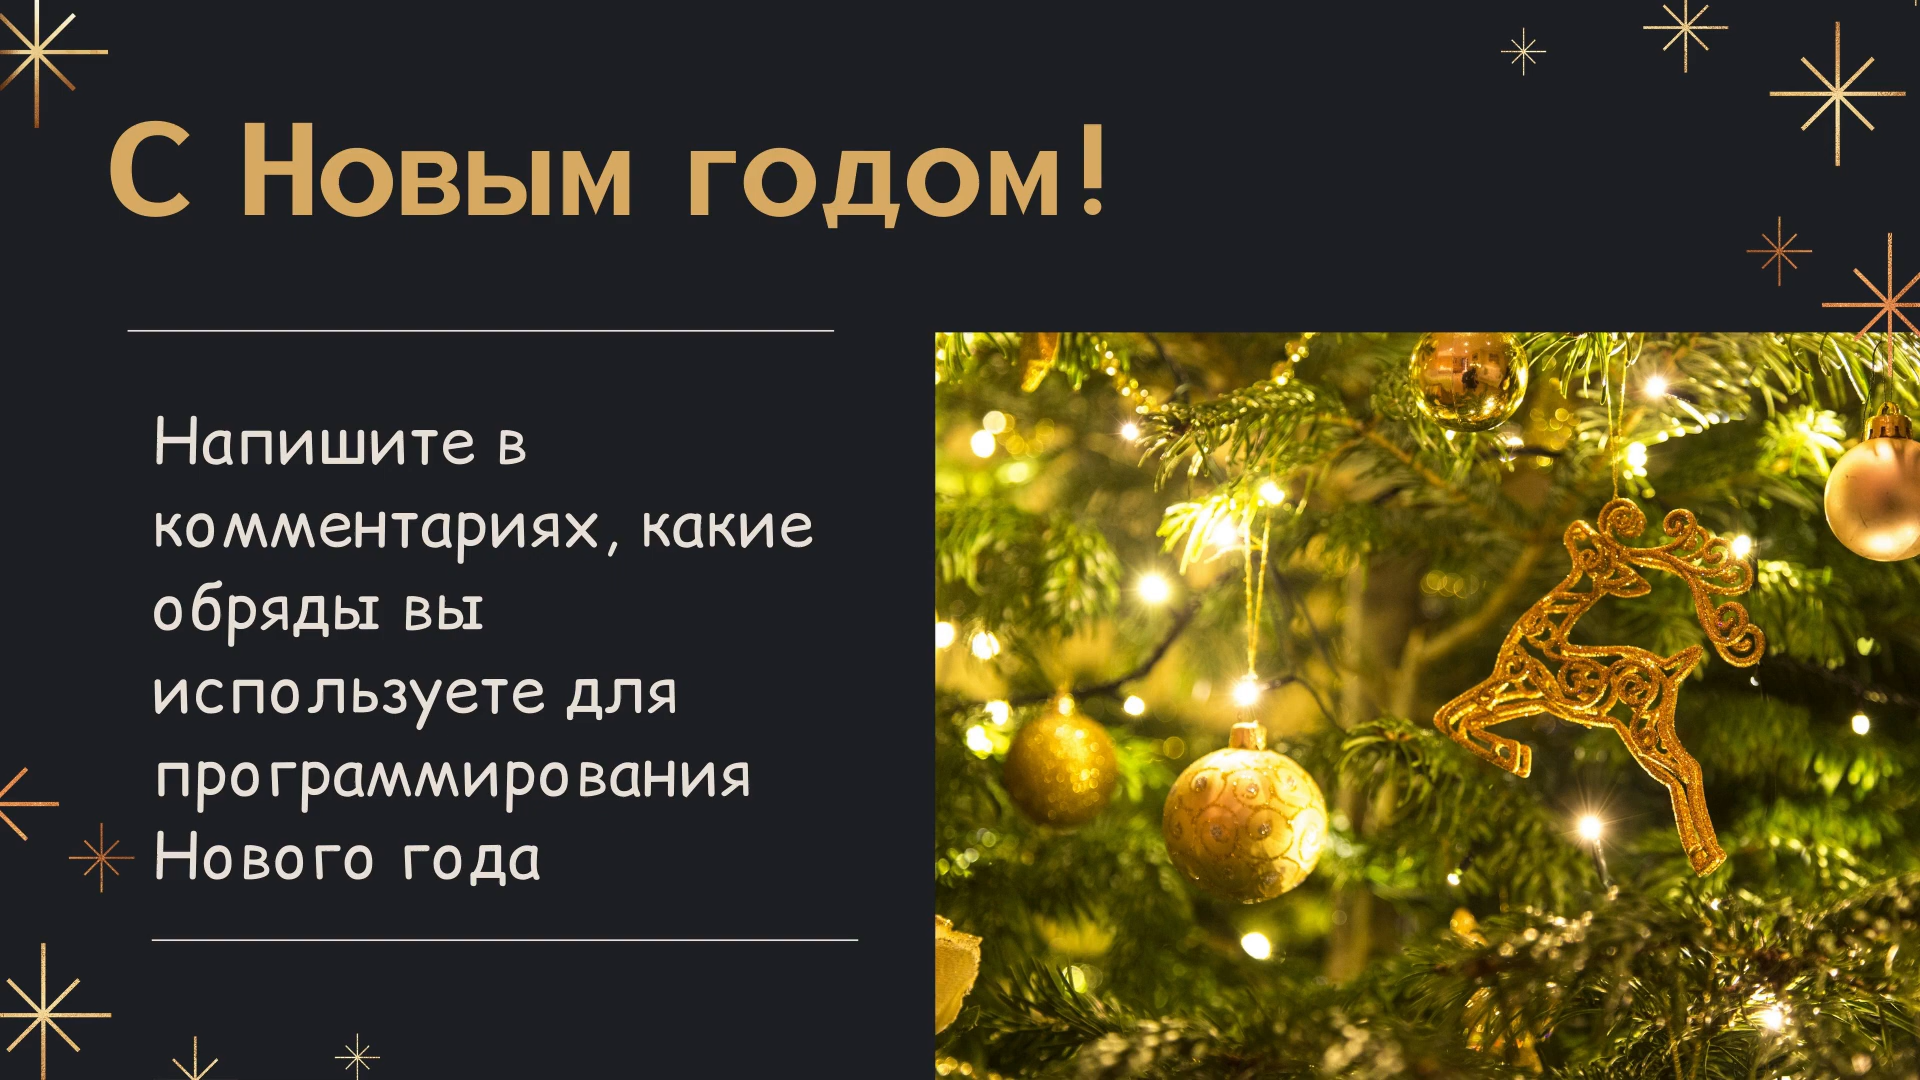 С Новым годом!
Напишите в
комментариях, какие
обряды вы
используете для
программирования
Нового года